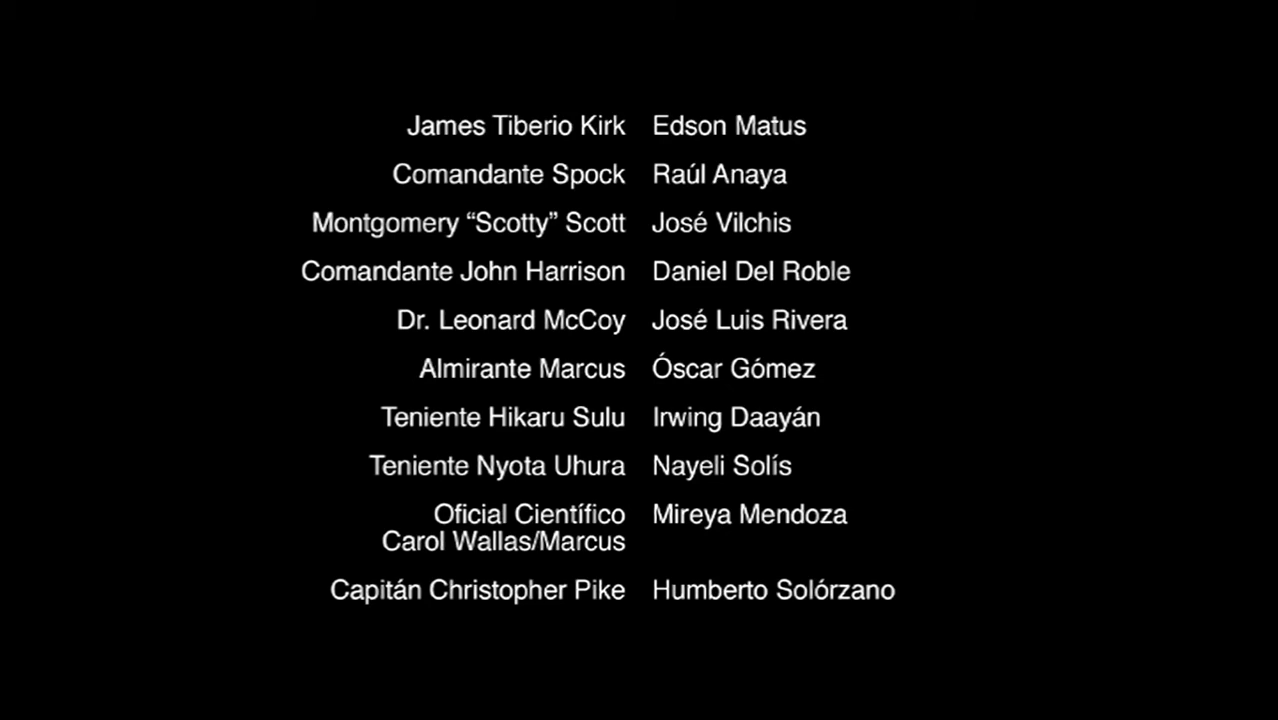 James Tiberio Kirk Edson Matus
Comandante Spock Raúl Anaya
Montgomery “Scotty” Scott José Vilchis
Comandante John Harrison Daniel Del Roble
Dr. Leonard McCoy José Luis Rivera
Almirante Marcus Óscar Gómez
Teniente Hikaru Sulu Irwing Daayán
Teniente Nyota Uhura Nayeli Solís
Oficial Científico Mireya Mendoza
Carol Wallas/Marcus
Capitán Christopher Pike Humberto Solórzano